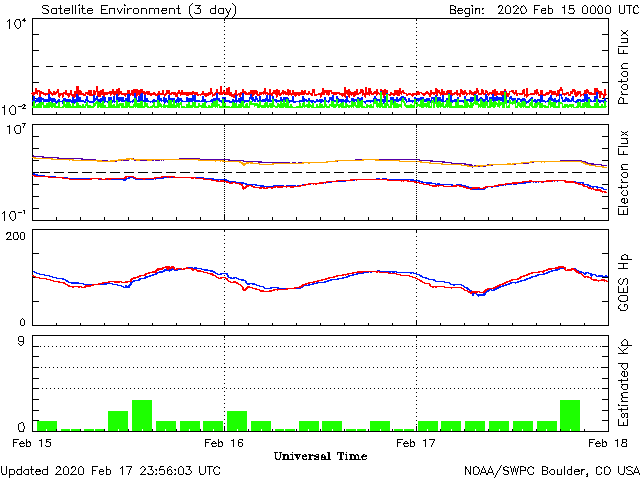 Satellite Environment (3 day)
Begin: 2020 Feb 15 0000 UTC
10⁴
10⁻²
Proton Flux
10⁷
10⁻¹
Electron Flux
200
0
GOES Hp
9
0
Estimated Kp
Feb 15 Feb 16 Feb 17 Feb 18
Universal Time
Updated 2020 Feb 17 23:56:03 UTC
NOAA/SWPC Boulder, CO USA